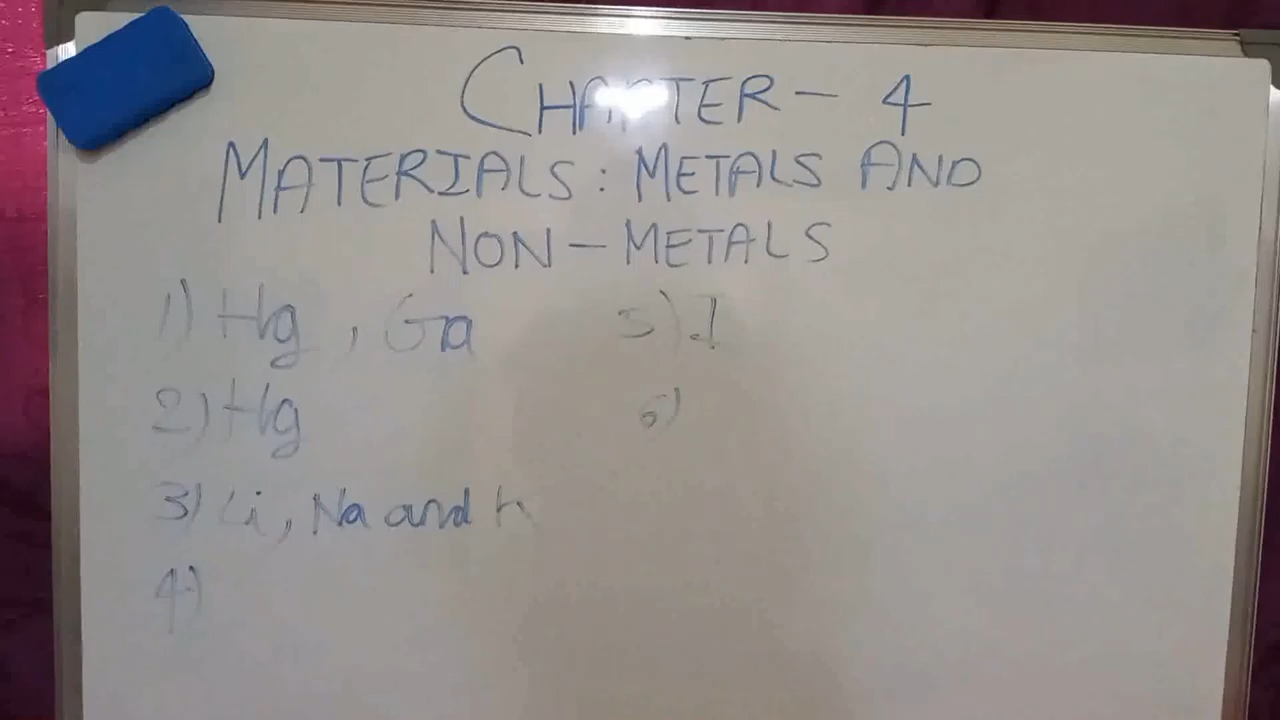 CHAPTER - 4
MATERIALS : METALS AND
NON - METALS
1) Hg , Ga
2) Hg
3) Li, Na and K
4)
5) I
6)